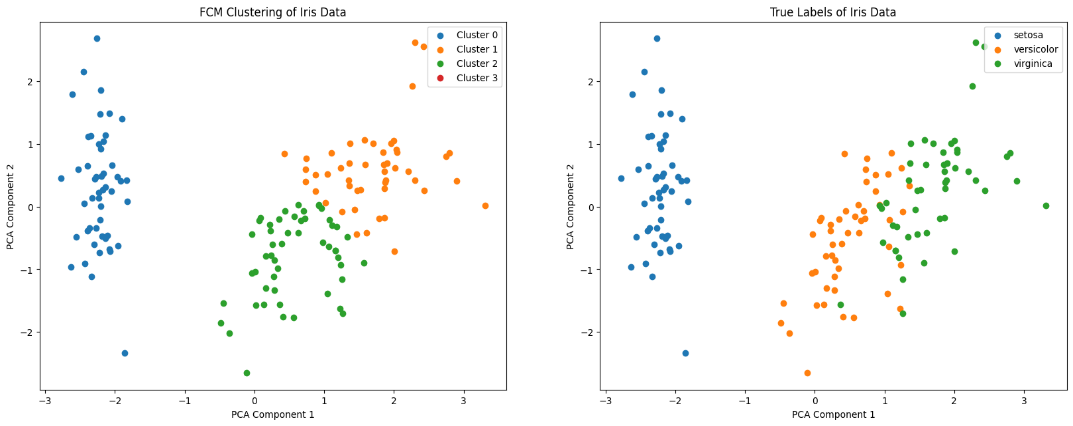 FCM Clustering of Iris Data
Cluster 0
Cluster 1
Cluster 2
Cluster 3
2
1
0
−1
−2
PCA Component 2
−3 −2 −1 0 1 2 3
PCA Component 1
True Labels of Iris Data
setosa
versicolor
virginica
2
1
0
−1
−2
PCA Component 2
−3 −2 −1 0 1 2 3
PCA Component 1